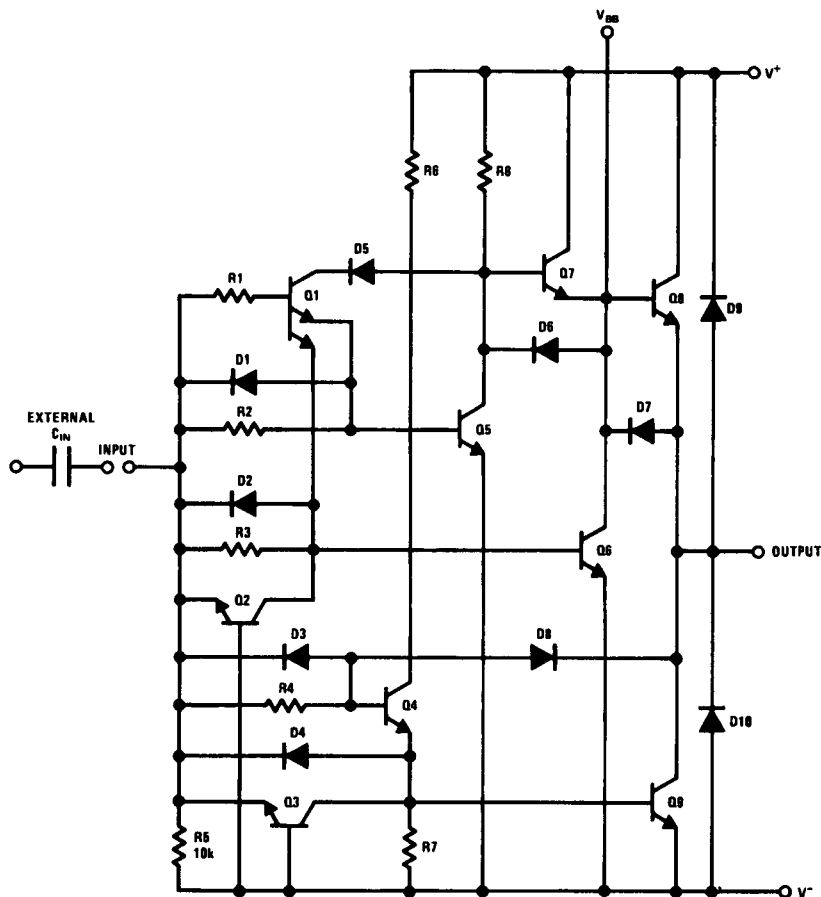 V_BB
V+
R6
R8
D5
R1
Q1
Q7
Q8
D9
D6
D1
D7
EXTERNAL
C_IN
INPUT
R2
Q5
D2
R3
Q6
OUTPUT
Q2
D3
D8
R4
Q4
D10
D4
Q3
Q9
R5
10k
R7
V−